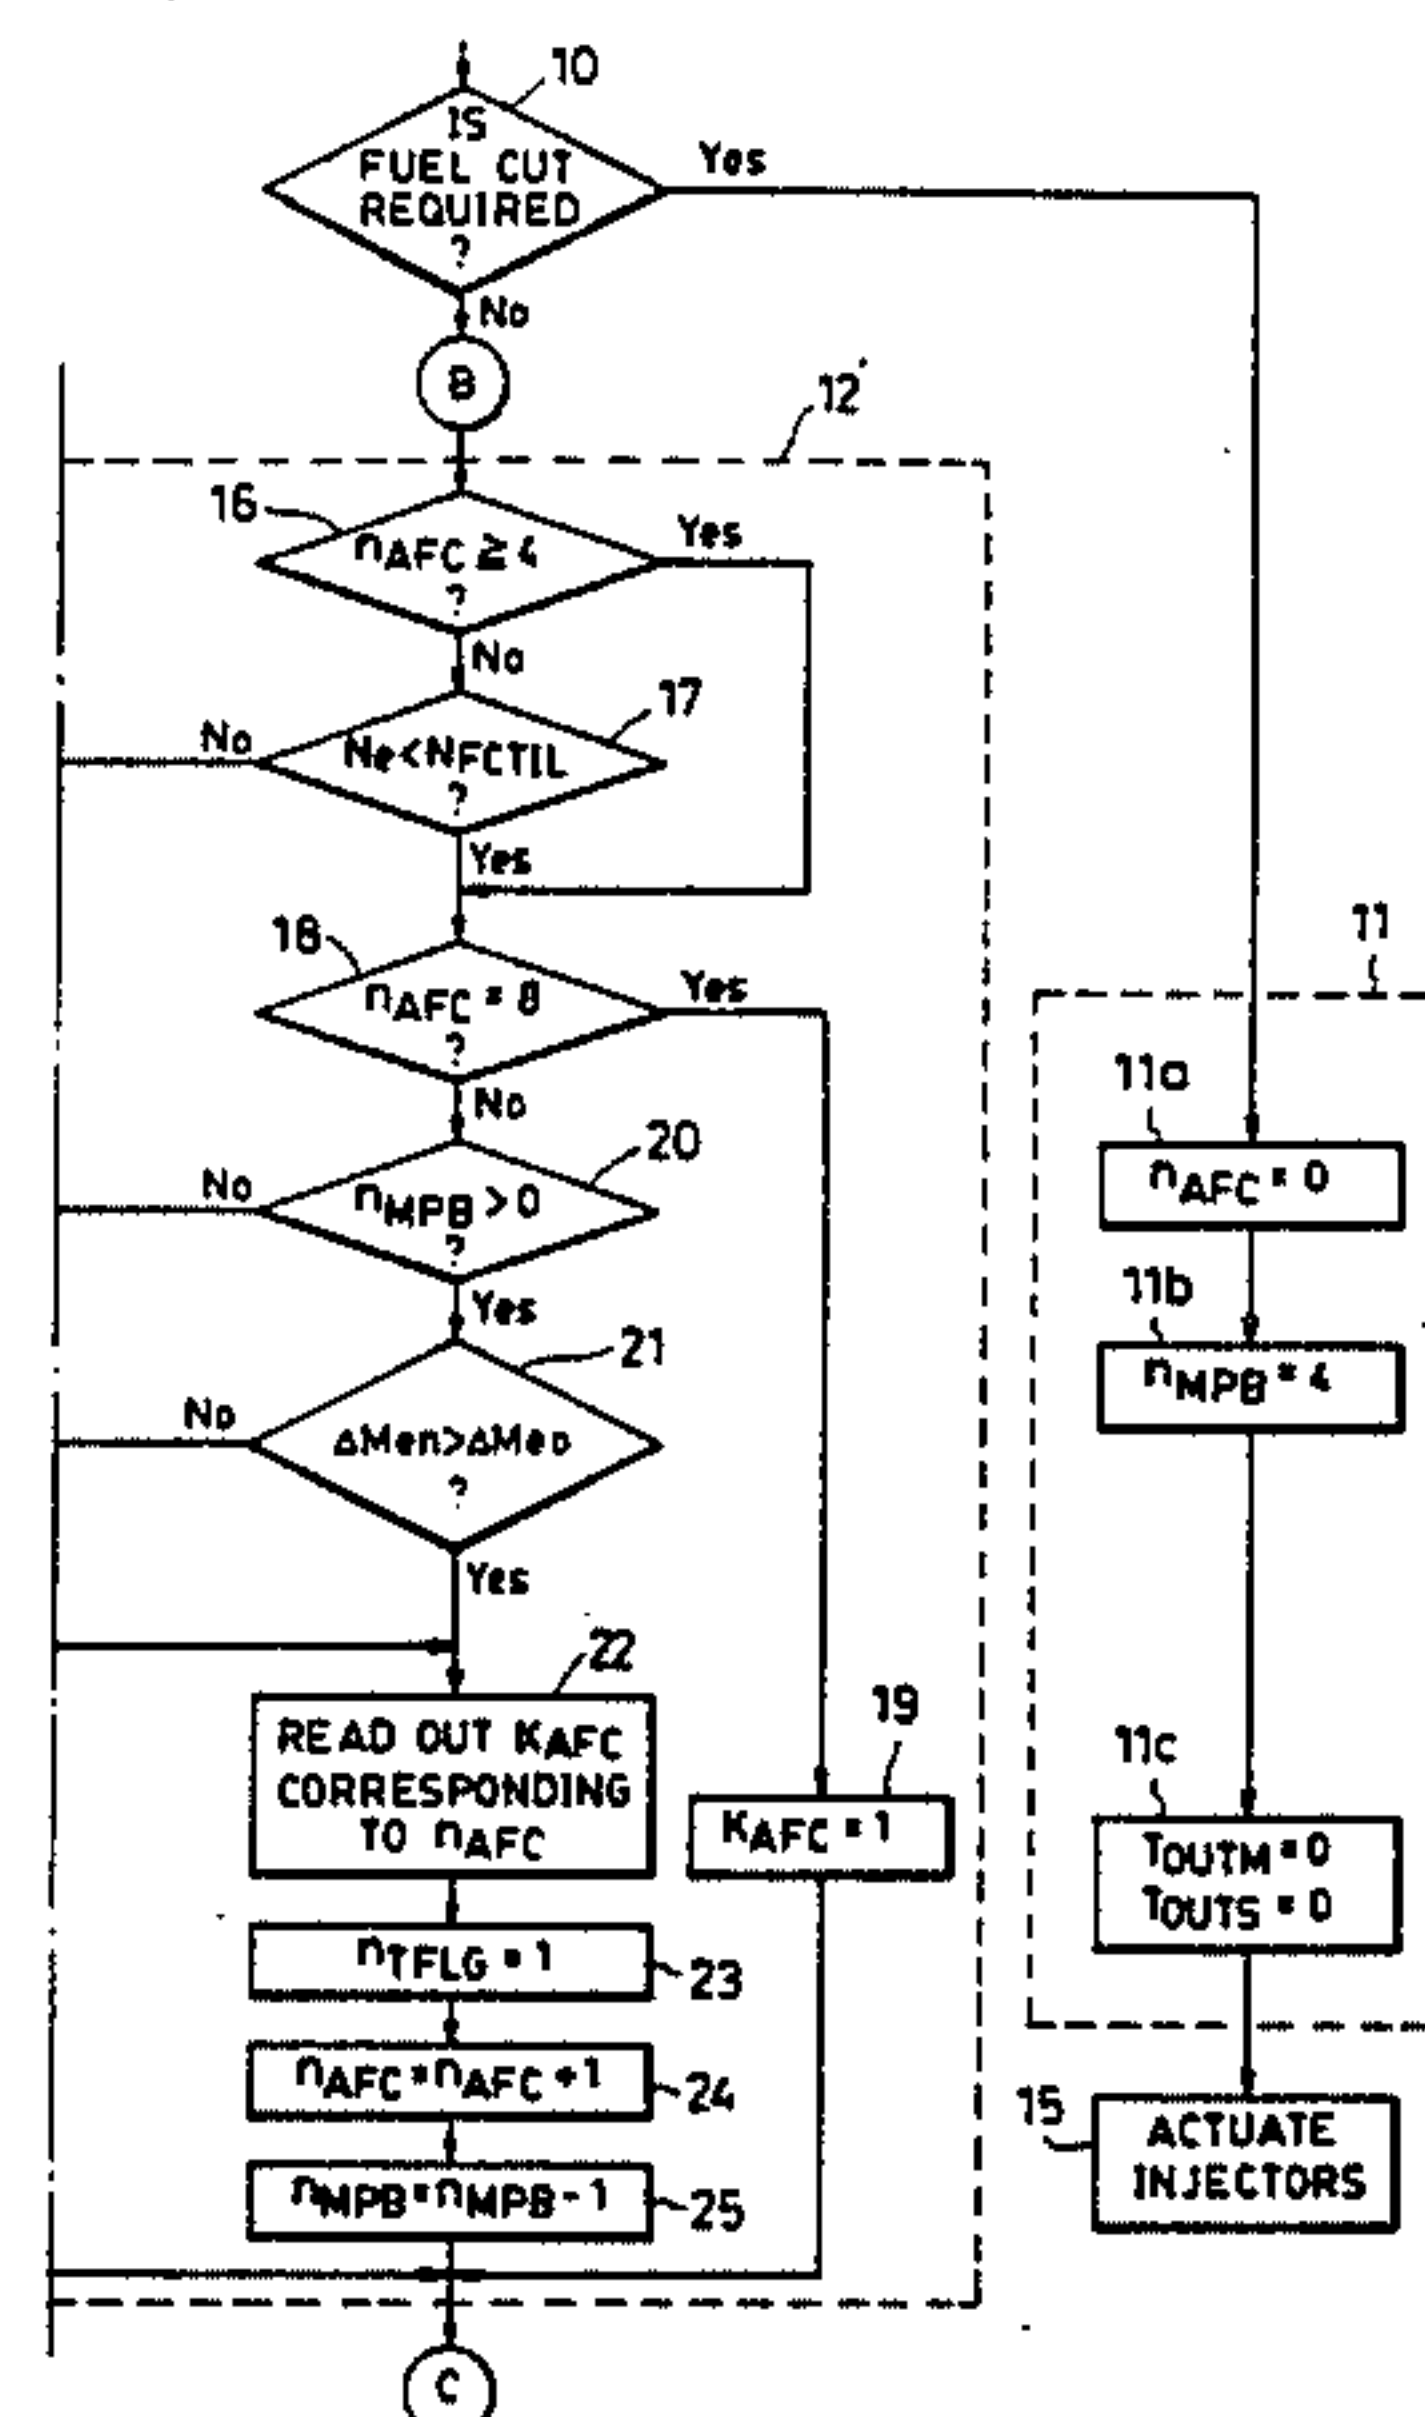 10
IS
FUEL CUT
REQUIRED
?
Yes
No
B
12'
16
nAFC ≧ 4
?
Yes
No
17
Ne<NFCTIL
?
No
Yes
18
nAFC = 8
?
Yes
No
20
nMPB > 0
?
No
Yes
21
ΔMen>ΔMeo
?
No
Yes
22
READ OUT KAFC
CORRESPONDING
TO nAFC
19
KAFC = 1
nTFLG = 1
23
nAFC=nAFC+1
24
nMPB=nMPB-1
25
C
11
11a
nAFC = 0
11b
nMPB = 4
11c
TOUTM = 0
TOUTS = 0
15
ACTUATE
INJECTORS